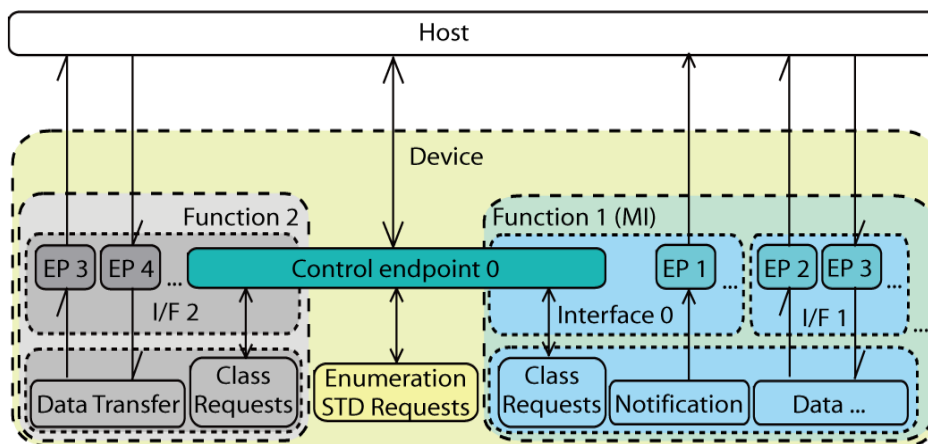 Host
Device
Function 2
Function 1 (MI)
EP 3
EP 4
...
Control endpoint 0
EP 1
...
EP 2
EP 3
...
I/F 2
Interface 0
I/F 1
...
Data Transfer
Class
Requests
Enumeration
STD Requests
Class
Requests
Notification
Data ...